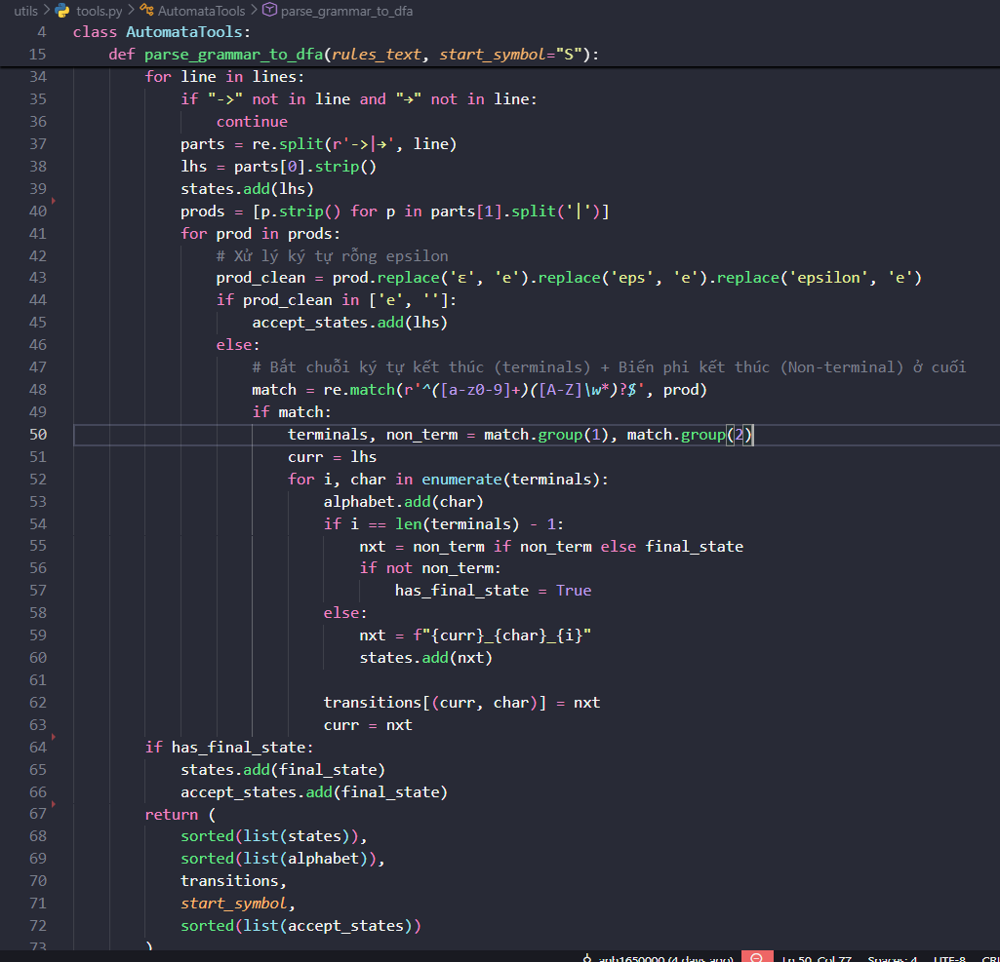 utils > tools.py > AutomataTools > parse_grammar_to_dfa
4 class AutomataTools:
15     def parse_grammar_to_dfa(rules_text, start_symbol="S"):
34         for line in lines:
35             if "->" not in line and "→" not in line:
36                 continue
37             parts = re.split(r'->|→', line)
38             lhs = parts[0].strip()
39             states.add(lhs)
40             prods = [p.strip() for p in parts[1].split('|')]
41             for prod in prods:
42                 # Xử lý ký tự rỗng epsilon
43                 prod_clean = prod.replace('ε', 'e').replace('eps', 'e').replace('epsilon', 'e')
44                 if prod_clean in ['e', '']:
45                     accept_states.add(lhs)
46                 else:
47                     # Bắt chuỗi ký tự kết thúc (terminals) + Biến phi kết thúc (Non-terminal) ở cuối
48                     match = re.match(r'^([a-z0-9]+)([A-Z]\w*)?$', prod)
49                     if match:
50                         terminals, non_term = match.group(1), match.group(2)
51                         curr = lhs
52                         for i, char in enumerate(terminals):
53                             alphabet.add(char)
54                             if i == len(terminals) - 1:
55                                 nxt = non_term if non_term else final_state
56                                 if not non_term:
57                                     has_final_state = True
58                             else:
59                                 nxt = f"{curr}_{char}_{i}"
60                                 states.add(nxt)
61
62                             transitions[(curr, char)] = nxt
63                             curr = nxt
64         if has_final_state:
65             states.add(final_state)
66             accept_states.add(final_state)
67         return (
68             sorted(list(states)),
69             sorted(list(alphabet)),
70             transitions,
71             start_symbol,
72             sorted(list(accept_states))
73         )
anh1650000 (4 days ago) Ln 50, Col 77 Spaces: 4 UTF-8